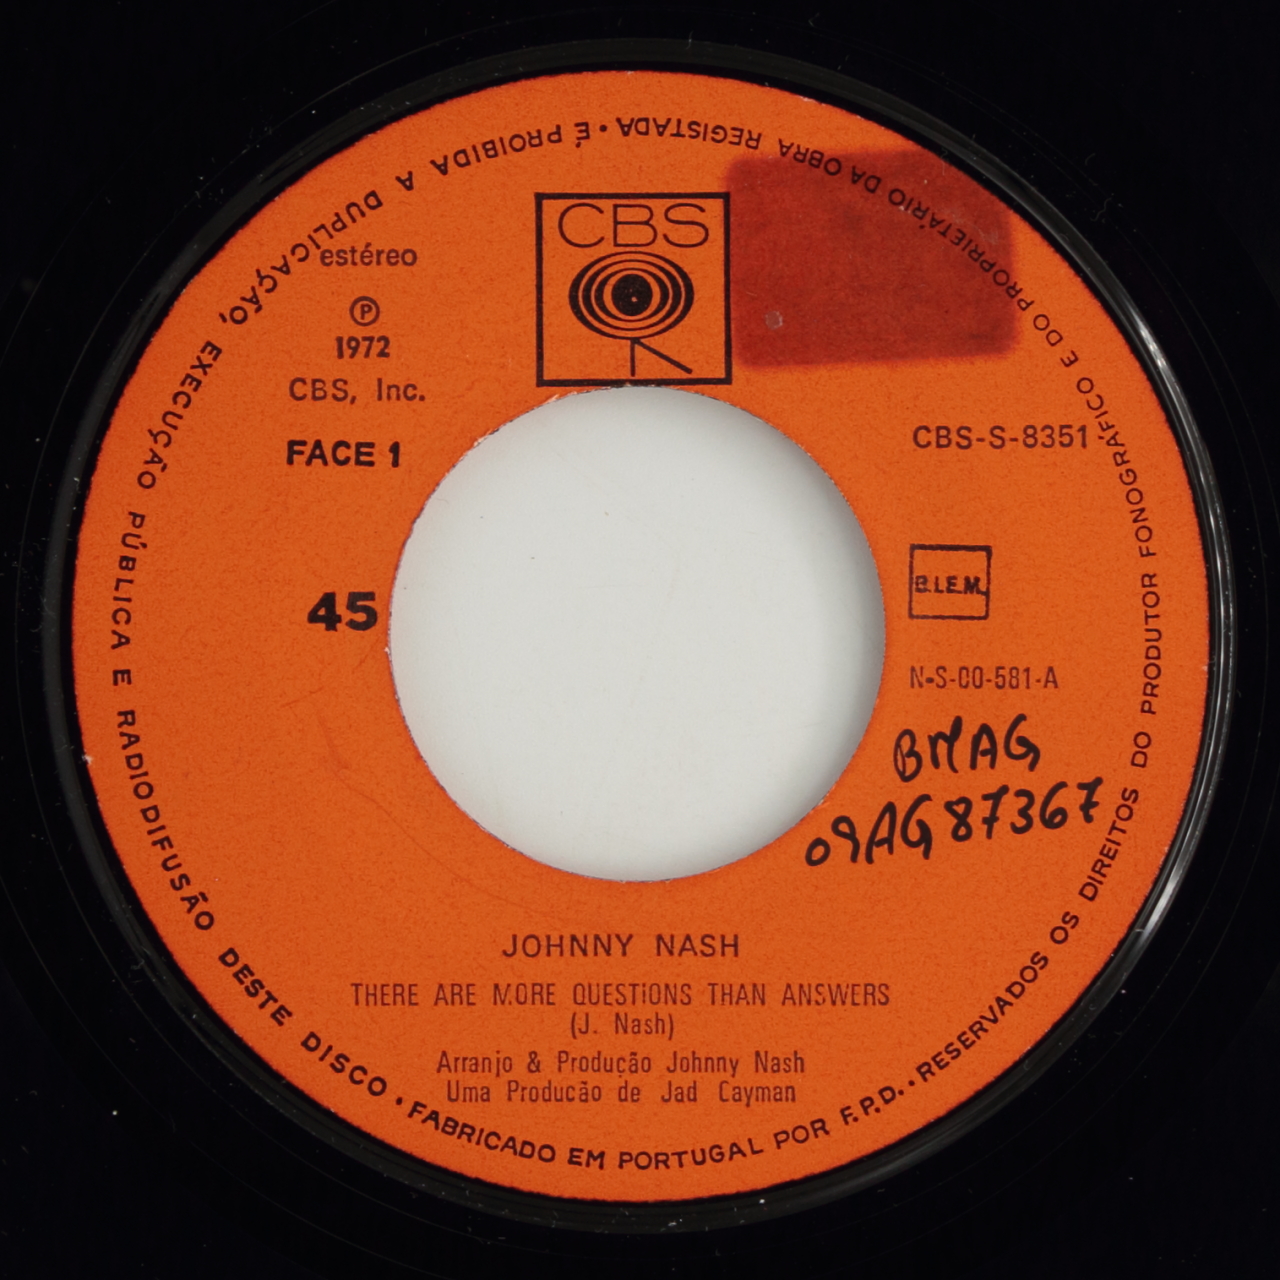 CBS
estéreo
Ⓟ
1972
CBS, Inc.
FACE 1
CBS-S-8351
45
B.I.E.M.
N-S-00-581-A
BMAG
09AG87367
JOHNNY NASH
THERE ARE MORE QUESTIONS THAN ANSWERS
(J. Nash)
Arranjo & Produção Johnny Nash
Uma Producão de Jad Cayman
FABRICADO EM PORTUGAL POR F.P.D. • RESERVADOS OS DIREITOS DO PRODUTOR FONOGRÁFICO E DO PROPRIETÁRIO DA OBRA REGISTADA • É PROIBIDA A DUPLICAÇÃO, EXECUÇÃO PÚBLICA E RADIODIFUSÃO DESTE DISCO •